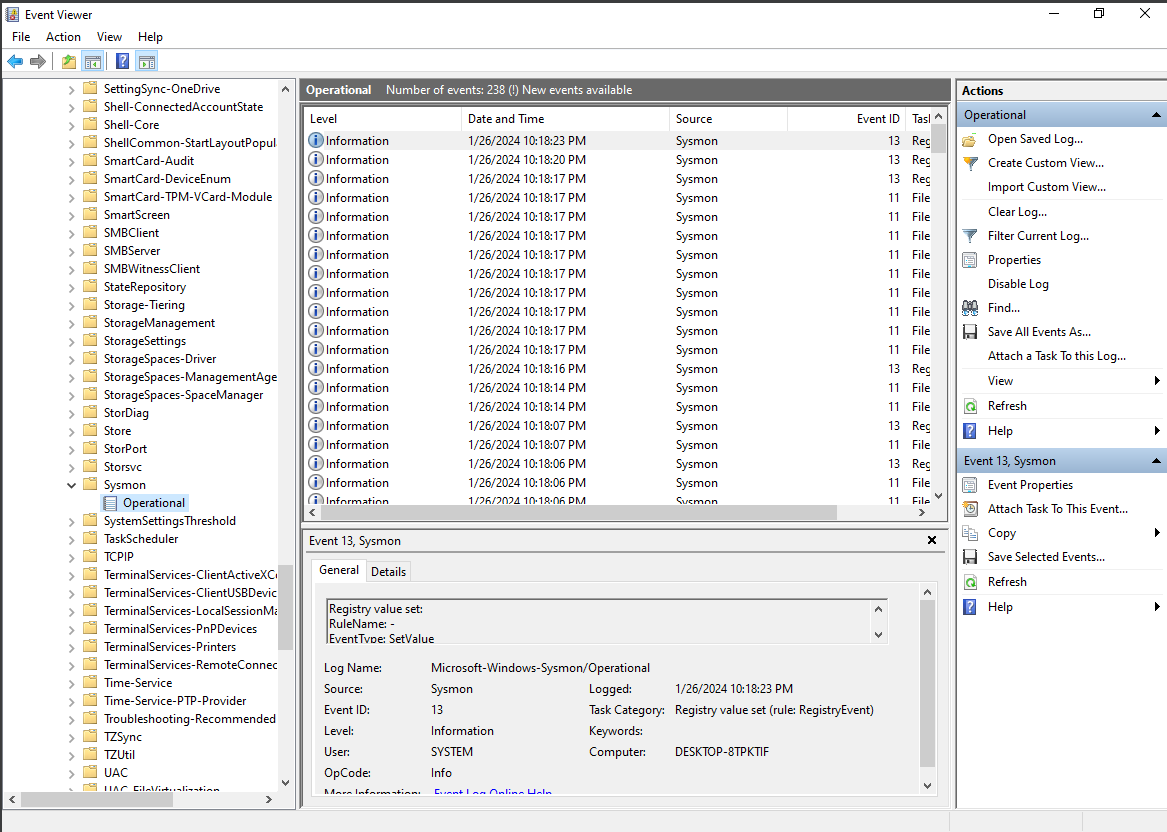 Event Viewer
File Action View Help
SettingSync-OneDrive
Shell-ConnectedAccountState
Shell-Core
ShellCommon-StartLayoutPopul
SmartCard-Audit
SmartCard-DeviceEnum
SmartCard-TPM-VCard-Module
SmartScreen
SMBClient
SMBServer
SMBWitnessClient
StateRepository
Storage-Tiering
StorageManagement
StorageSettings
StorageSpaces-Driver
StorageSpaces-ManagementAge
StorageSpaces-SpaceManager
StorDiag
Store
StorPort
Storsvc
Sysmon
Operational
SystemSettingsThreshold
TaskScheduler
TCPIP
TerminalServices-ClientActiveXCo
TerminalServices-ClientUSBDevic
TerminalServices-LocalSessionMa
TerminalServices-PnPDevices
TerminalServices-Printers
TerminalServices-RemoteConnec
Time-Service
Time-Service-PTP-Provider
Troubleshooting-Recommended
TZSync
TZUtil
UAC
UAC-FileVirtualization
Operational Number of events: 238 (!) New events available
Level Date and Time Source Event ID Tasl
Information 1/26/2024 10:18:23 PM Sysmon 13 Reg
Information 1/26/2024 10:18:20 PM Sysmon 13 Reg
Information 1/26/2024 10:18:17 PM Sysmon 13 Reg
Information 1/26/2024 10:18:17 PM Sysmon 11 File
Information 1/26/2024 10:18:17 PM Sysmon 11 File
Information 1/26/2024 10:18:17 PM Sysmon 11 File
Information 1/26/2024 10:18:17 PM Sysmon 11 File
Information 1/26/2024 10:18:17 PM Sysmon 11 File
Information 1/26/2024 10:18:17 PM Sysmon 11 File
Information 1/26/2024 10:18:17 PM Sysmon 11 File
Information 1/26/2024 10:18:17 PM Sysmon 11 File
Information 1/26/2024 10:18:17 PM Sysmon 11 File
Information 1/26/2024 10:18:16 PM Sysmon 13 Reg
Information 1/26/2024 10:18:14 PM Sysmon 11 File
Information 1/26/2024 10:18:14 PM Sysmon 11 File
Information 1/26/2024 10:18:07 PM Sysmon 13 Reg
Information 1/26/2024 10:18:07 PM Sysmon 11 File
Information 1/26/2024 10:18:06 PM Sysmon 13 Reg
Information 1/26/2024 10:18:06 PM Sysmon 11 File
Information 1/26/2024 10:18:06 PM Sysmon 11 File
Event 13, Sysmon
General Details
Registry value set:
RuleName: -
EventType: SetValue
Log Name: Microsoft-Windows-Sysmon/Operational
Source: Sysmon Logged: 1/26/2024 10:18:23 PM
Event ID: 13 Task Category: Registry value set (rule: RegistryEvent)
Level: Information Keywords:
User: SYSTEM Computer: DESKTOP-8TPKTIF
OpCode: Info
More Information: Event Log Online Help
Actions
Operational
Open Saved Log...
Create Custom View...
Import Custom View...
Clear Log...
Filter Current Log...
Properties
Disable Log
Find...
Save All Events As...
Attach a Task To this Log...
View
Refresh
Help
Event 13, Sysmon
Event Properties
Attach Task To This Event...
Copy
Save Selected Events...
Refresh
Help